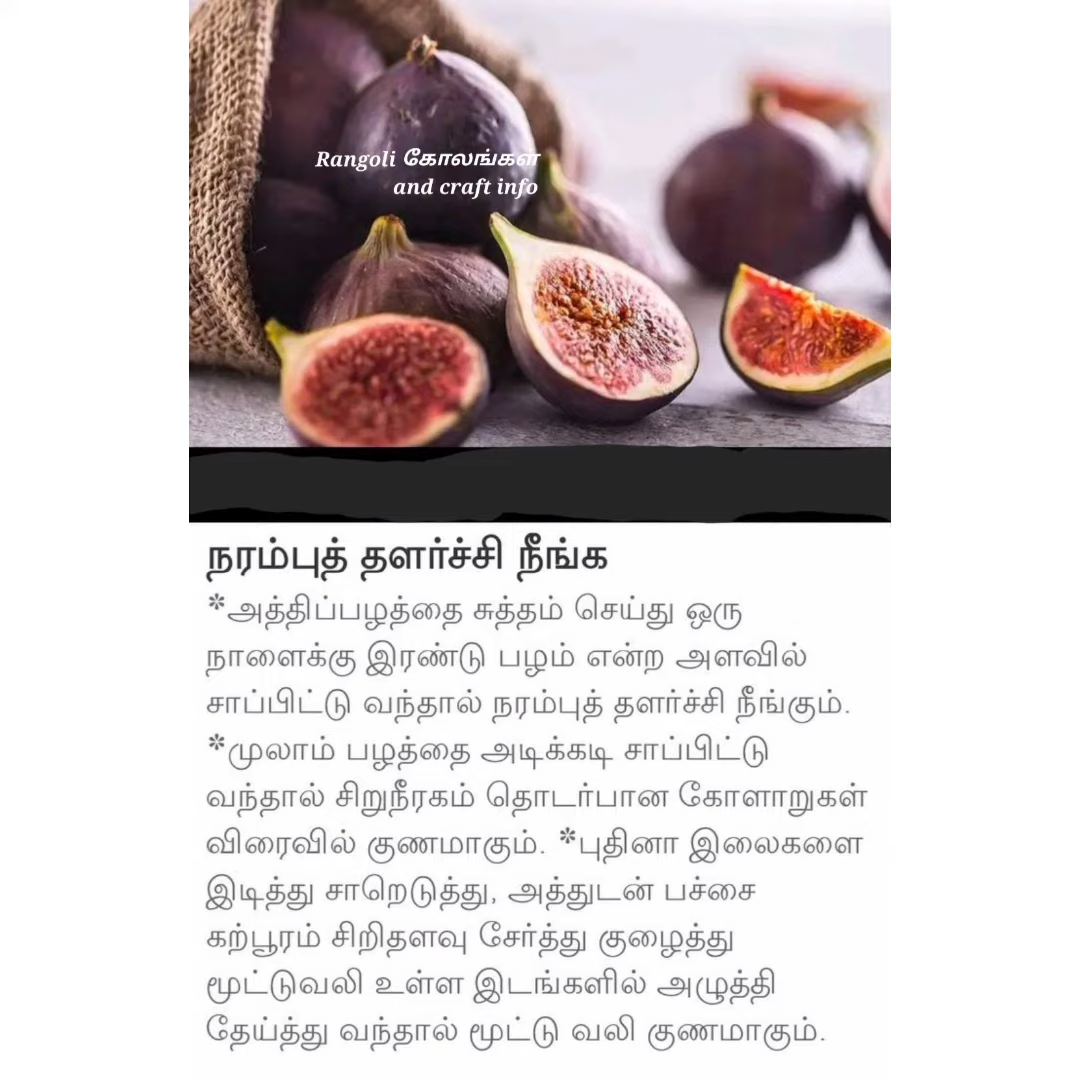 Rangoli கோலங்கள்
and craft info
நரம்புத் தளர்ச்சி நீங்க
*அத்திப்பழத்தை சுத்தம் செய்து ஒரு
நாளைக்கு இரண்டு பழம் என்ற அளவில்
சாப்பிட்டு வந்தால் நரம்புத் தளர்ச்சி நீங்கும்.
*முலாம் பழத்தை அடிக்கடி சாப்பிட்டு
வந்தால் சிறுநீரகம் தொடர்பான கோளாறுகள்
விரைவில் குணமாகும். *புதினா இலைகளை
இடித்து சாறெடுத்து, அத்துடன் பச்சை
கற்பூரம் சிறிதளவு சேர்த்து குழைத்து
மூட்டுவலி உள்ள இடங்களில் அழுத்தி
தேய்த்து வந்தால் மூட்டு வலி குணமாகும்.